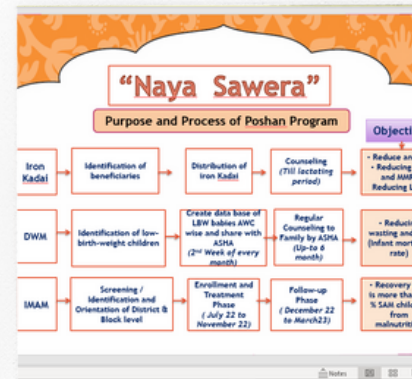 “Naya Sawera”
Purpose and Process of Poshan Program
Iron
Kadai
Identification of
beneficiaries
Distribution of
Iron Kadai
Counseling
(Till lactating
period)
Objecti
- Reduce an
- Reducing
and MMR
Reducing L
DWM
Identification of low-
birth-weight children
Create data base of
LBW babies AWC
wise and share with
ASHA
(2nd Week of every
month)
Regular
Counseling to
Family by ASHA
(Up-to 6
month)
- Reducin
wasting and
(Infant mort
rate)
IMAM
Screening /
Identification and
Orientation of District &
Block level
Enrollment and
Treatment
Phase
( July 22 to
November 22)
Follow-up
Phase
( December 22
to March23)
- Recovery
is more tha
% SAM child
from
malnutriti
Notes